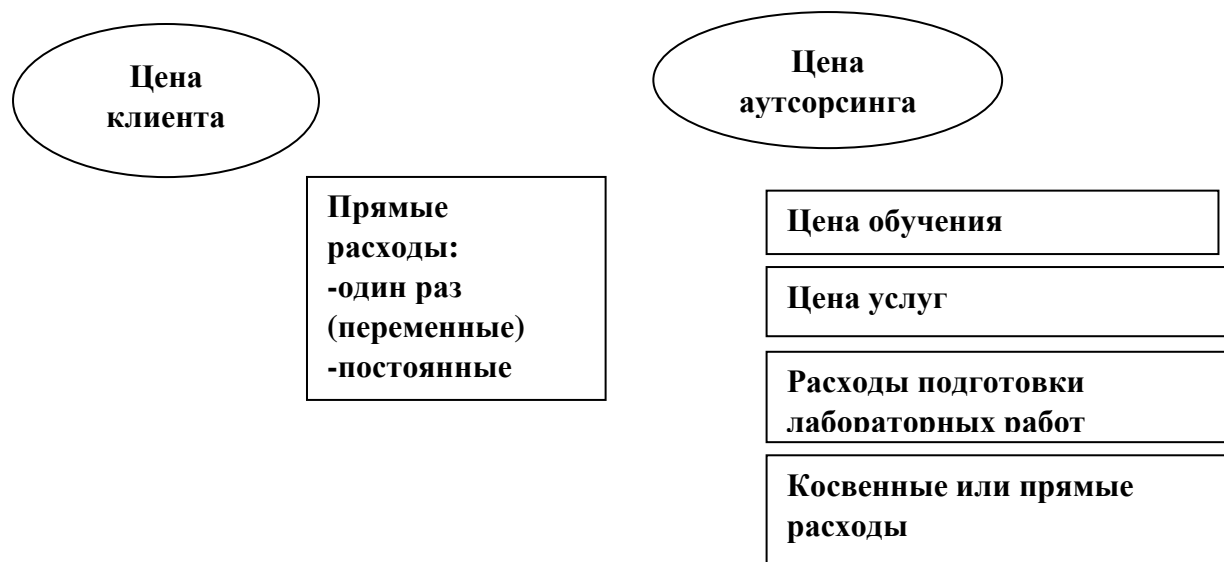 Цена
клиента
Цена
аутсорсинга
Прямые
расходы:
-один раз
(переменные)
-постоянные
Цена обучения
Цена услуг
Расходы подготовки
лабораторных работ
Косвенные или прямые
расходы